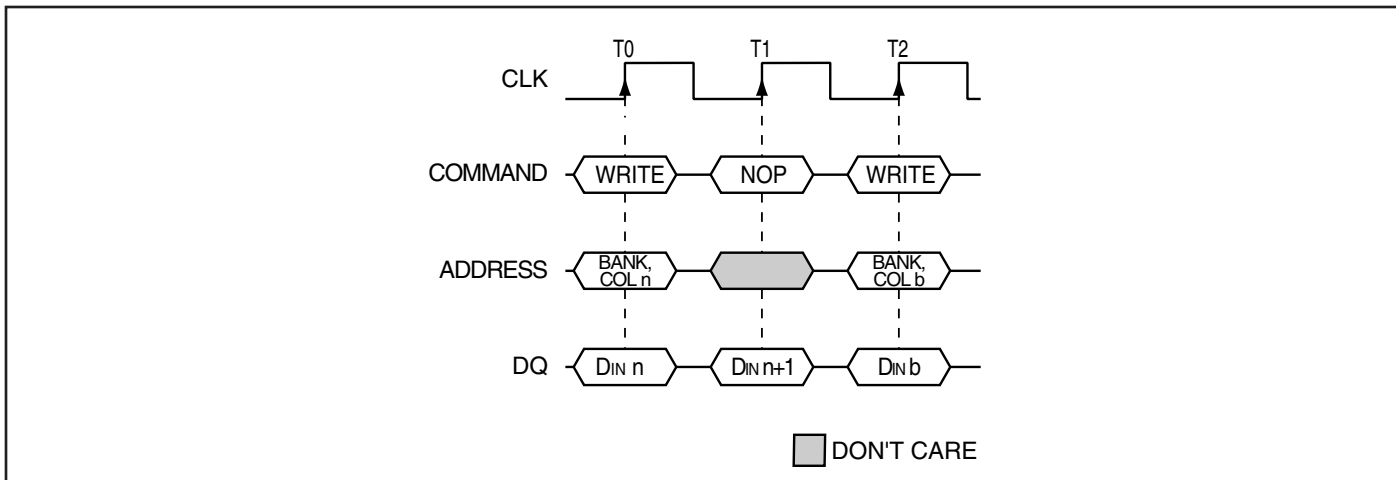 T0 T1 T2
CLK
COMMAND WRITE NOP WRITE
ADDRESS BANK, COL n BANK, COL b
DQ DIN n DIN n+1 DIN b
DON'T CARE